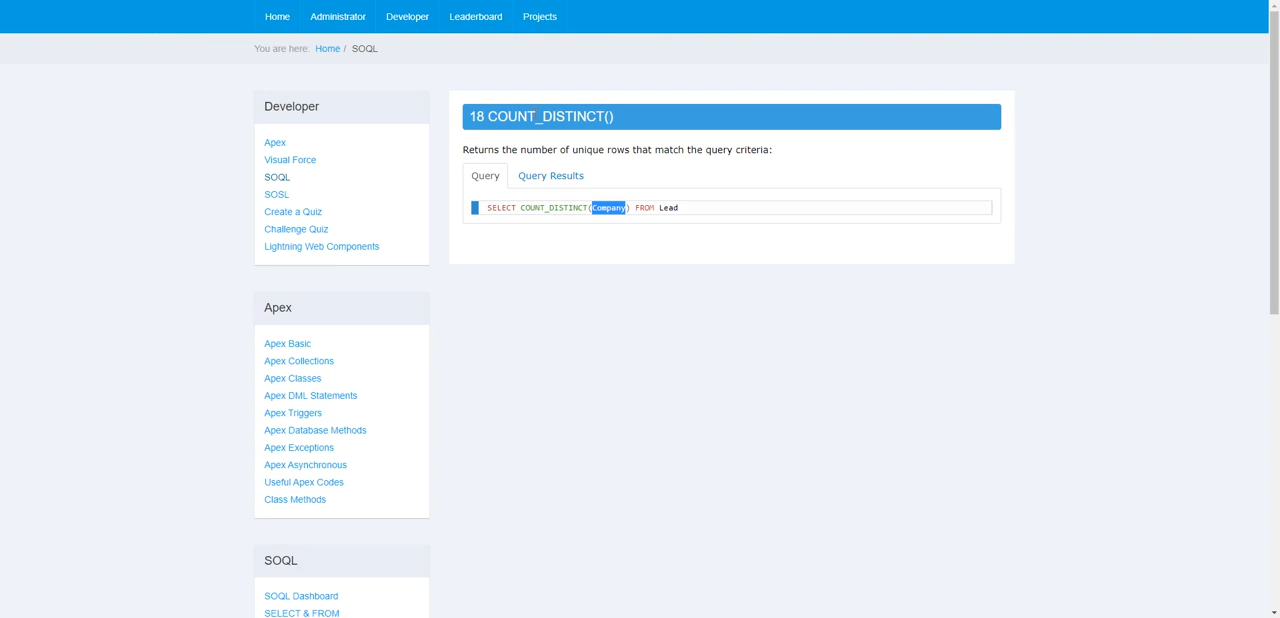 Home Administrator Developer Leaderboard Projects
You are here: Home / SOQL
Developer
Apex
Visual Force
SOQL
SOSL
Create a Quiz
Challenge Quiz
Lightning Web Components
Apex
Apex Basic
Apex Collections
Apex Classes
Apex DML Statements
Apex Triggers
Apex Database Methods
Apex Exceptions
Apex Asynchronous
Useful Apex Codes
Class Methods
SOQL
SOQL Dashboard
SELECT & FROM
18 COUNT_DISTINCT()
Returns the number of unique rows that match the query criteria:
Query Query Results
SELECT COUNT_DISTINCT(Company) FROM Lead